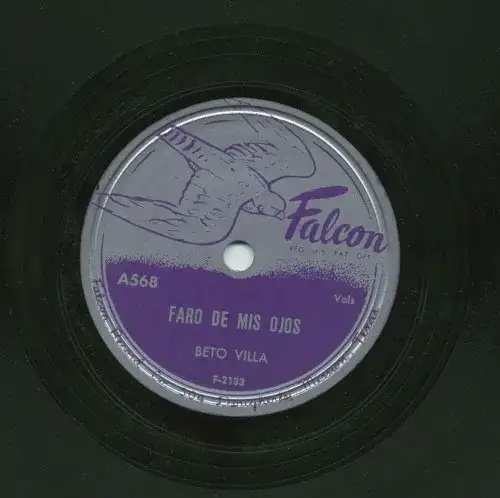 Falcon
REG. U.S. PAT. OFF.
A568
Vals
FARO DE MIS OJOS
BETO VILLA
F-2133